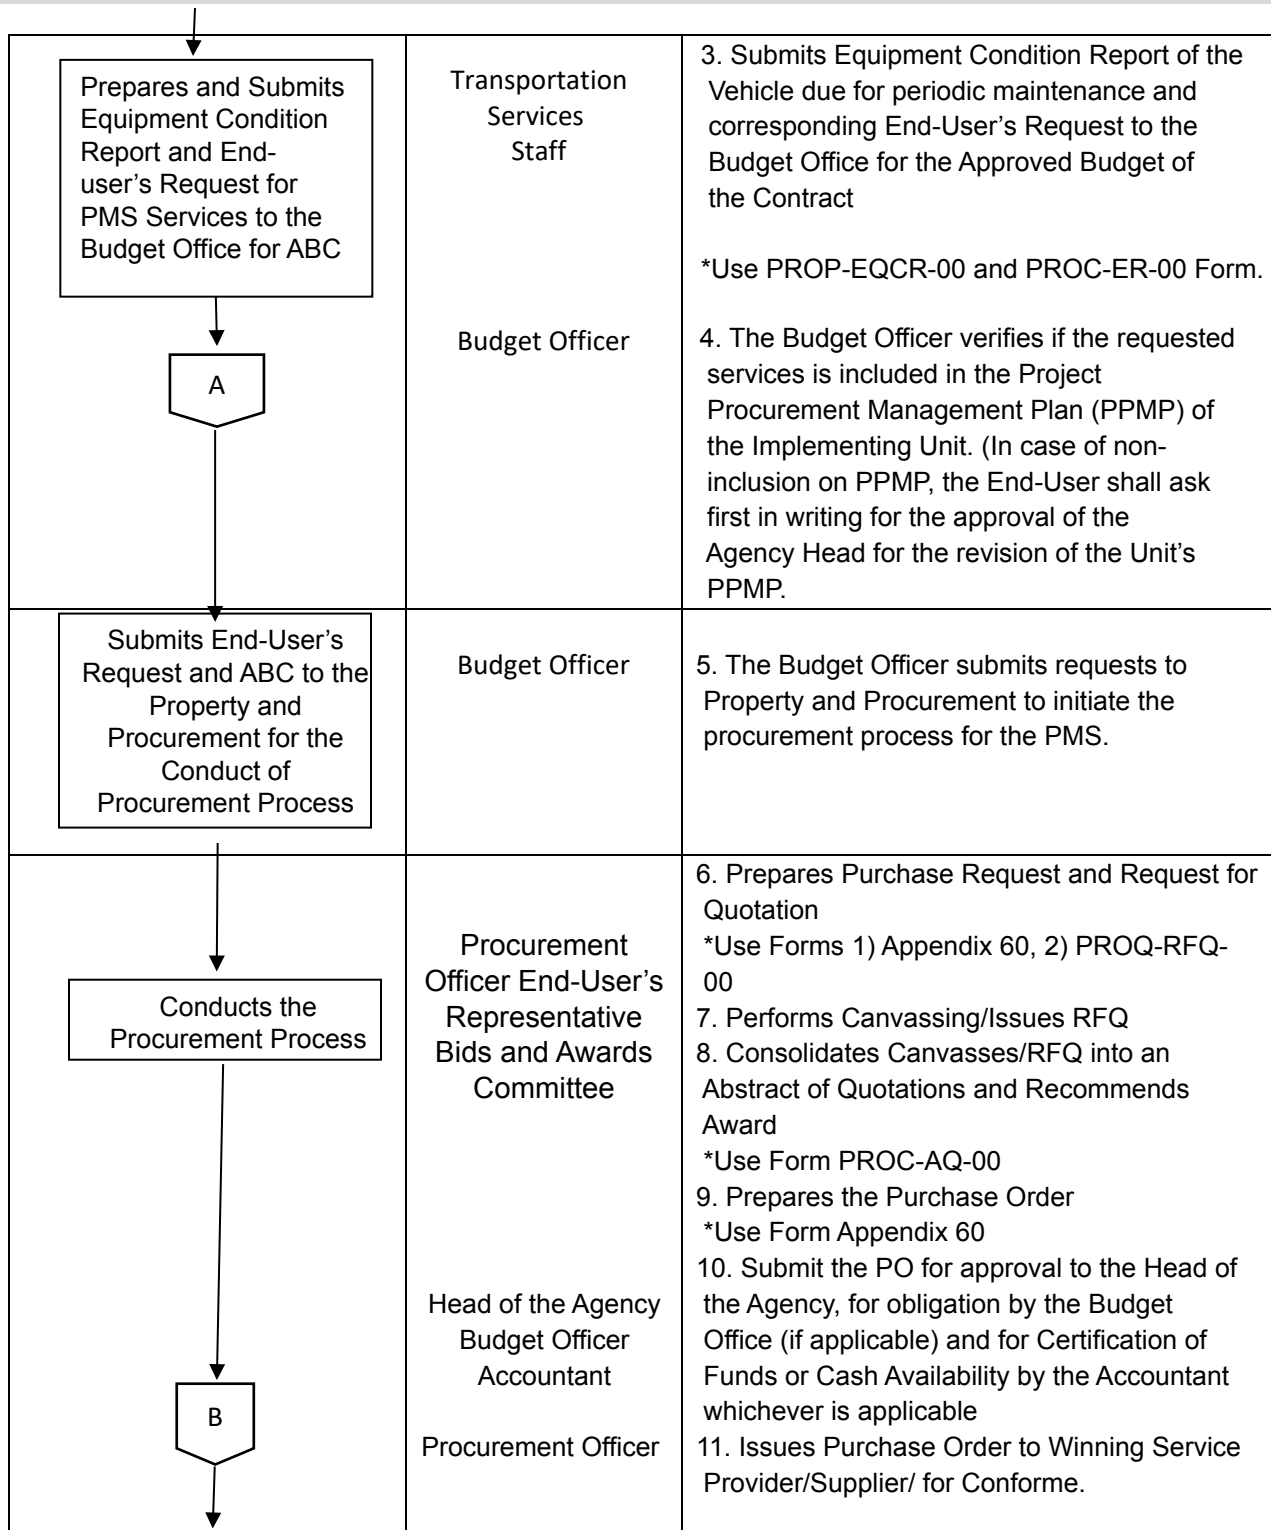 Prepares and Submits
Equipment Condition
Report and End-
user's Request for
PMS Services to the
Budget Office for ABC
Transportation
Services
Staff
3. Submits Equipment Condition Report of the
Vehicle due for periodic maintenance and
corresponding End-User's Request to the
Budget Office for the Approved Budget of
the Contract
*Use PROP-EQCR-00 and PROC-ER-00 Form.
A
Budget Officer
4. The Budget Officer verifies if the requested
services is included in the Project
Procurement Management Plan (PPMP) of
the Implementing Unit. (In case of non-
inclusion on PPMP, the End-User shall ask
first in writing for the approval of the
Agency Head for the revision of the Unit's
PPMP.
Submits End-User's
Request and ABC to the
Property and
Procurement for the
Conduct of
Procurement Process
Budget Officer
5. The Budget Officer submits requests to
Property and Procurement to initiate the
procurement process for the PMS.
Conducts the
Procurement Process
Procurement
Officer End-User's
Representative
Bids and Awards
Committee
6. Prepares Purchase Request and Request for
Quotation
*Use Forms 1) Appendix 60, 2) PROQ-RFQ-
00
7. Performs Canvassing/Issues RFQ
8. Consolidates Canvasses/RFQ into an
Abstract of Quotations and Recommends
Award
*Use Form PROC-AQ-00
9. Prepares the Purchase Order
*Use Form Appendix 60
Head of the Agency
Budget Officer
Accountant
10. Submit the PO for approval to the Head of
the Agency, for obligation by the Budget
Office (if applicable) and for Certification of
Funds or Cash Availability by the Accountant
whichever is applicable
B
Procurement Officer
11. Issues Purchase Order to Winning Service
Provider/Supplier/ for Conforme.